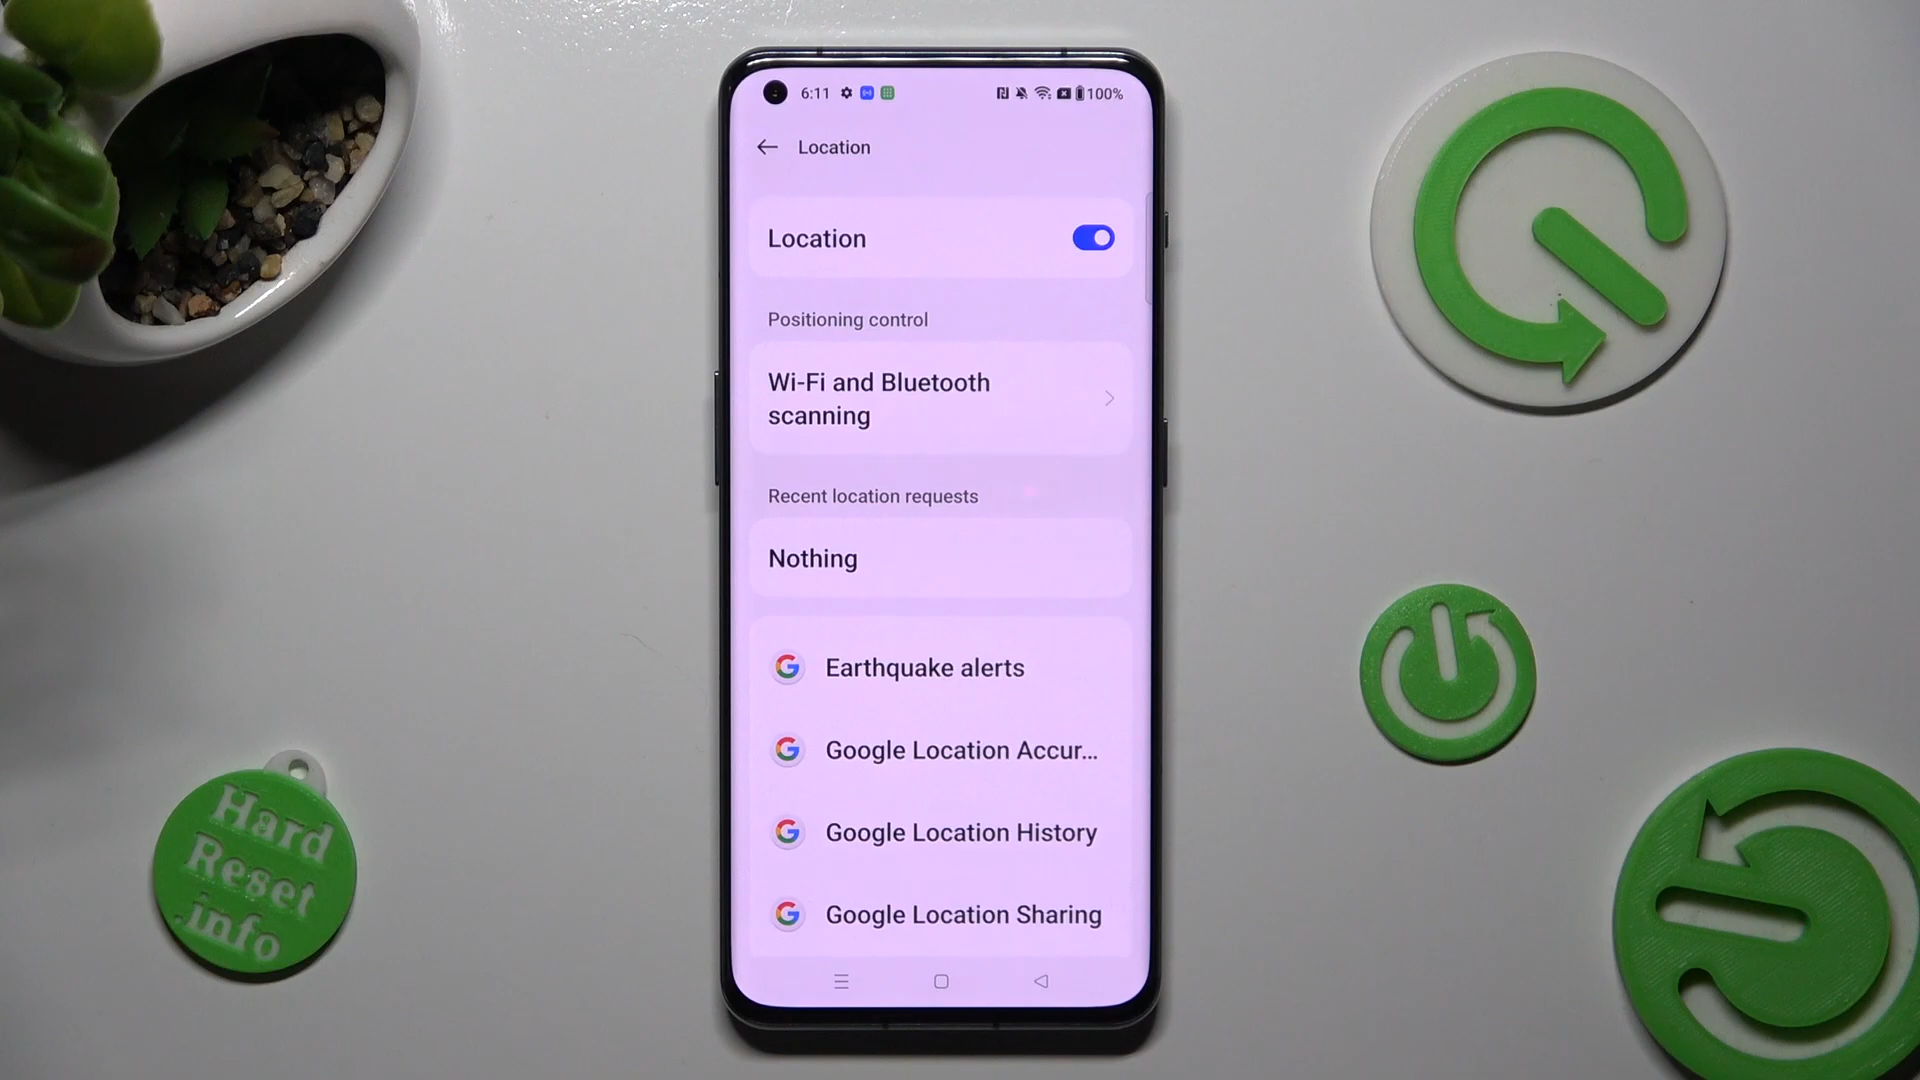 6:11
100%
Location
Location
Positioning control
Wi-Fi and Bluetooth
scanning
Recent location requests
Nothing
Earthquake alerts
Google Location Accur...
Google Location History
Google Location Sharing
Hard
Reset
.info